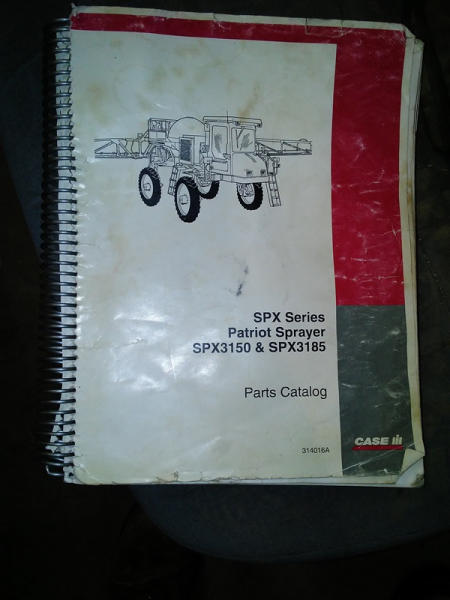 SPX Series
Patriot Sprayer
SPX3150 & SPX3185
Parts Catalog
314016A
CASE IH